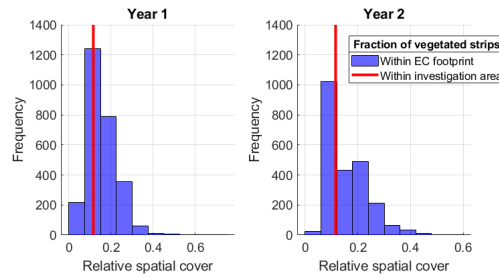 Year 1
Year 2
1400
1200
1000
800
600
400
200
0
Frequency
0
0.2
0.4
0.6
Relative spatial cover
1400
1200
1000
800
600
400
200
0
Frequency
0
0.2
0.4
0.6
Relative spatial cover
Fraction of vegetated strips
Within EC footprint
Within investigation area